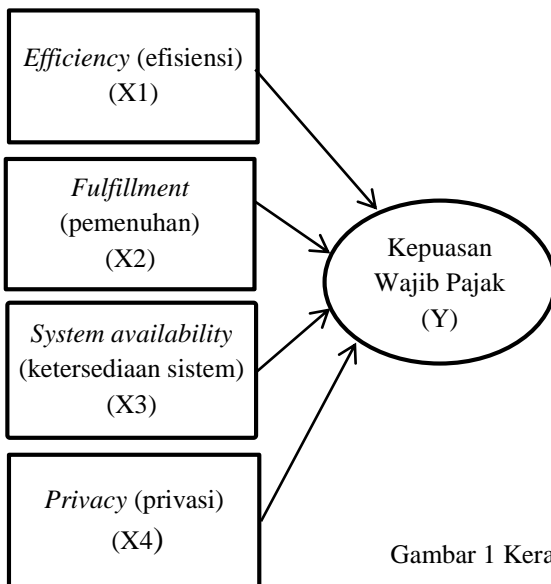 Efficiency (efisiensi)
(X1)
Fulfillment
(pemenuhan)
(X2)
System availability
(ketersediaan sistem)
(X3)
Privacy (privasi)
(X4)
Kepuasan
Wajib Pajak
(Y)
Gambar 1 Kera